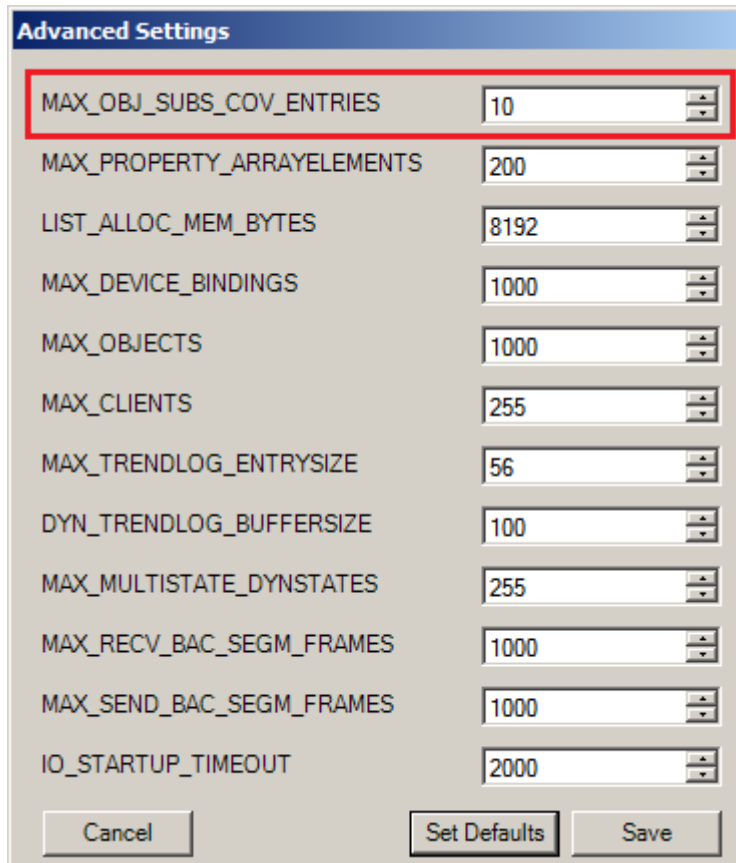 Advanced Settings
MAX_OBJ_SUBS_COV_ENTRIES 10
MAX_PROPERTY_ARRAYELEMENTS 200
LIST_ALLOC_MEM_BYTES 8192
MAX_DEVICE_BINDINGS 1000
MAX_OBJECTS 1000
MAX_CLIENTS 255
MAX_TRENDLOG_ENTRYSIZE 56
DYN_TRENDLOG_BUFFERSIZE 100
MAX_MULTISTATE_DYNSTATES 255
MAX_RECV_BAC_SEGM_FRAMES 1000
MAX_SEND_BAC_SEGM_FRAMES 1000
IO_STARTUP_TIMEOUT 2000
Cancel Set Defaults Save